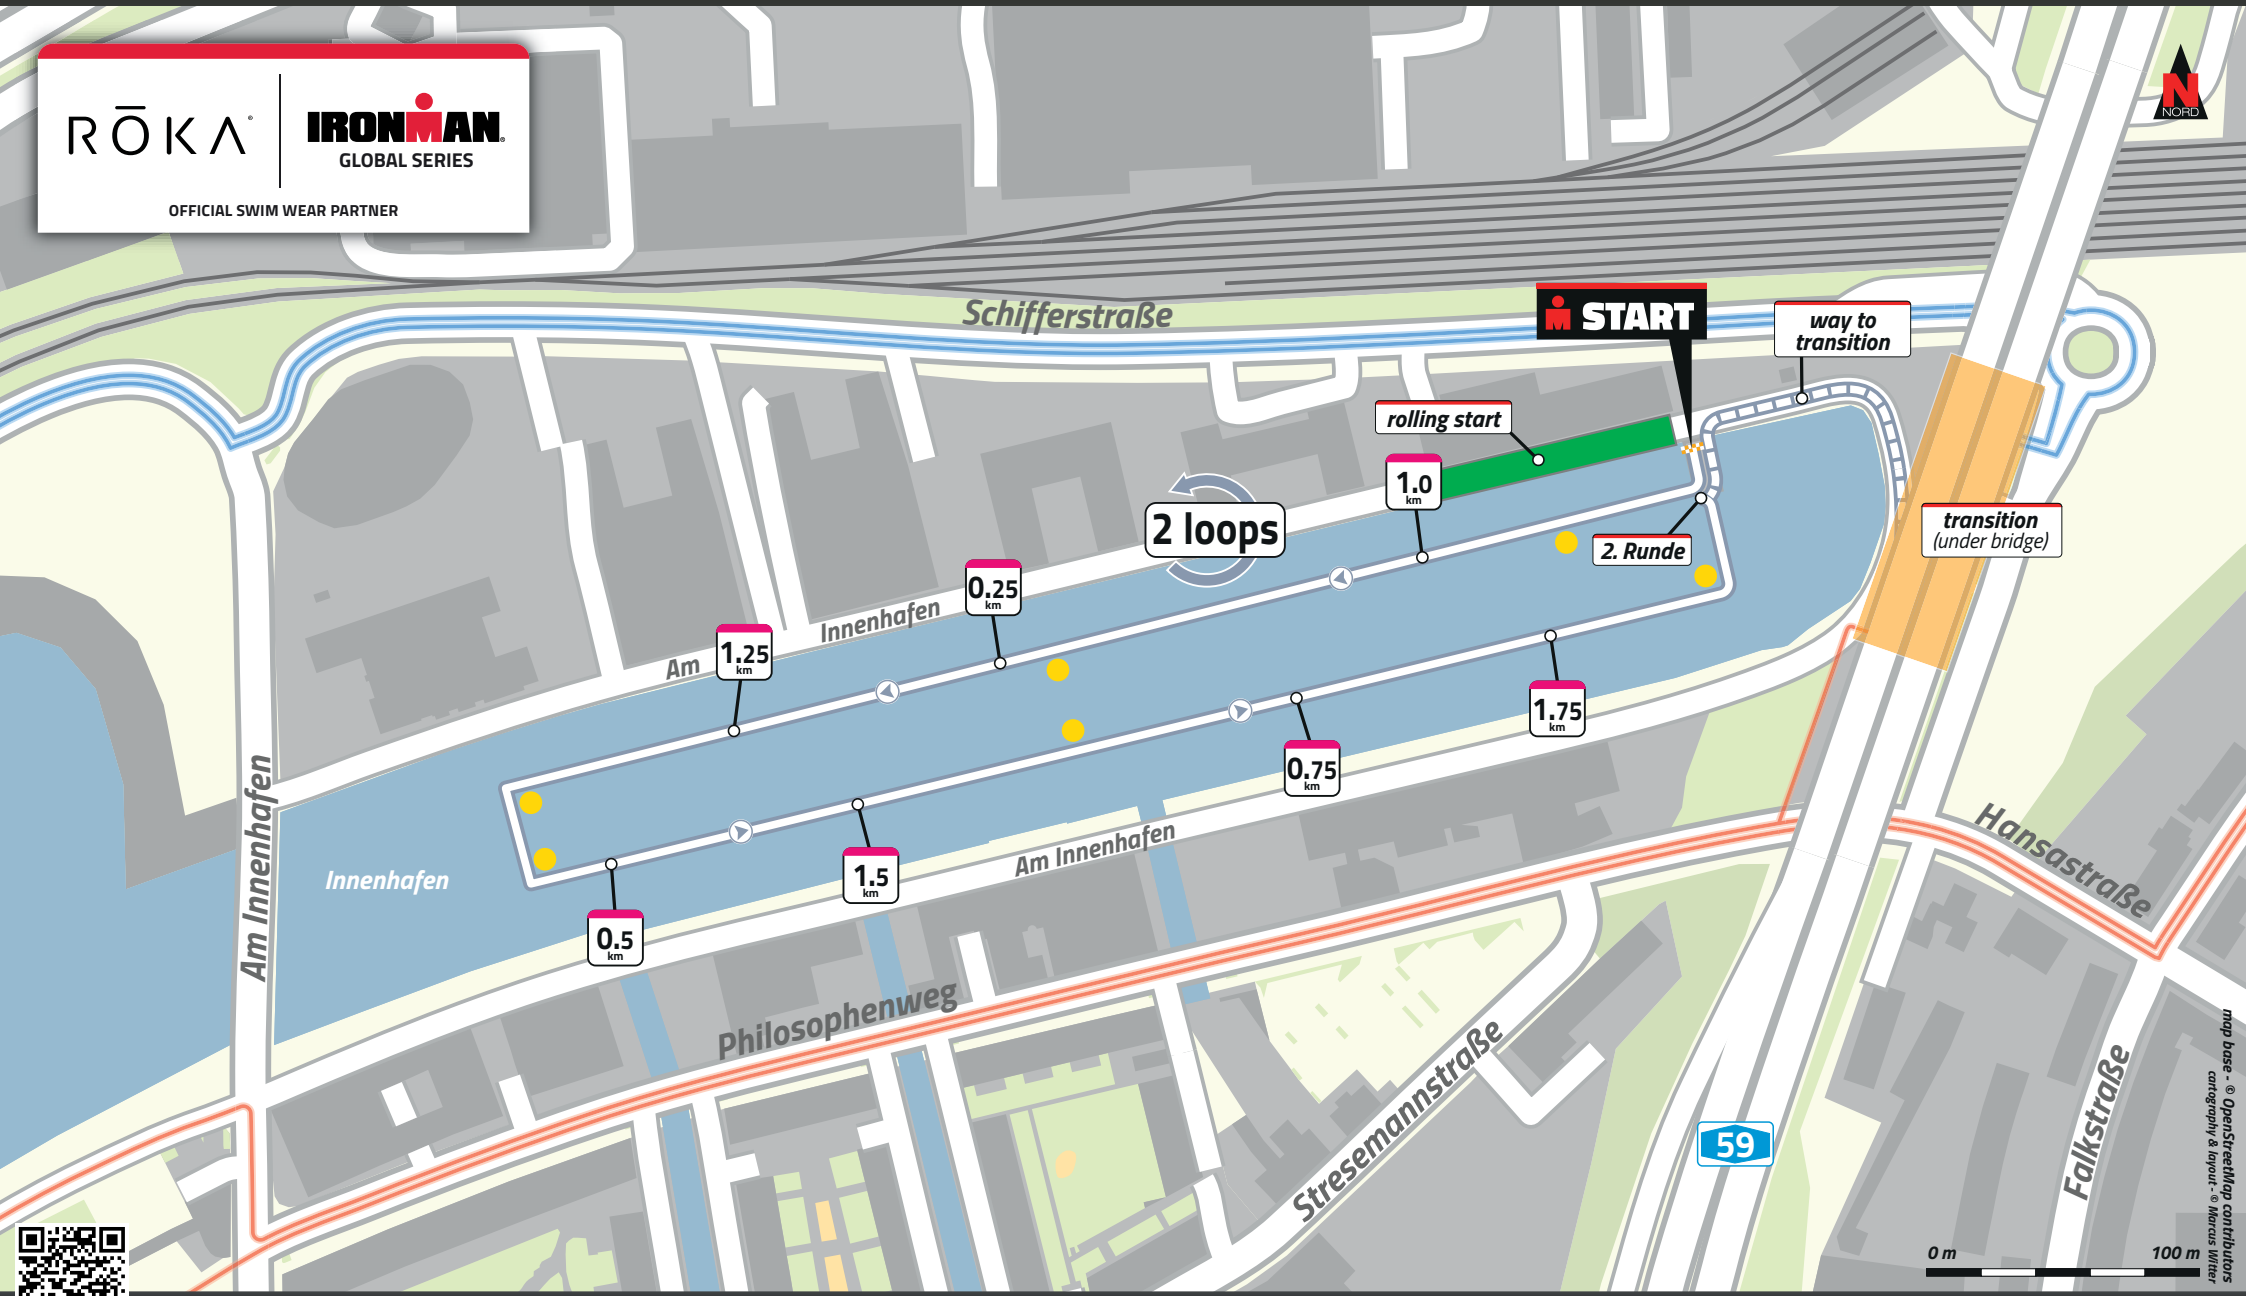 RŌKA
IRONMAN
GLOBAL SERIES
OFFICIAL SWIM WEAR PARTNER
N
NORD
Schifferstraße
START
way to
transition
rolling start
1.0
km
2 loops
2. Runde
transition
(under bridge)
0.25
km
Am Innenhafen
1.25
km
1.75
km
0.75
km
Am Innenhafen
1.5
km
Innenhafen
0.5
km
Am Innenhafen
Hansastraße
Philosophenweg
Stresemannstraße
59
Falkstraße
0 m
100 m
map base - © OpenStreetMap contributors
cartography & layout - © Marcus Witter